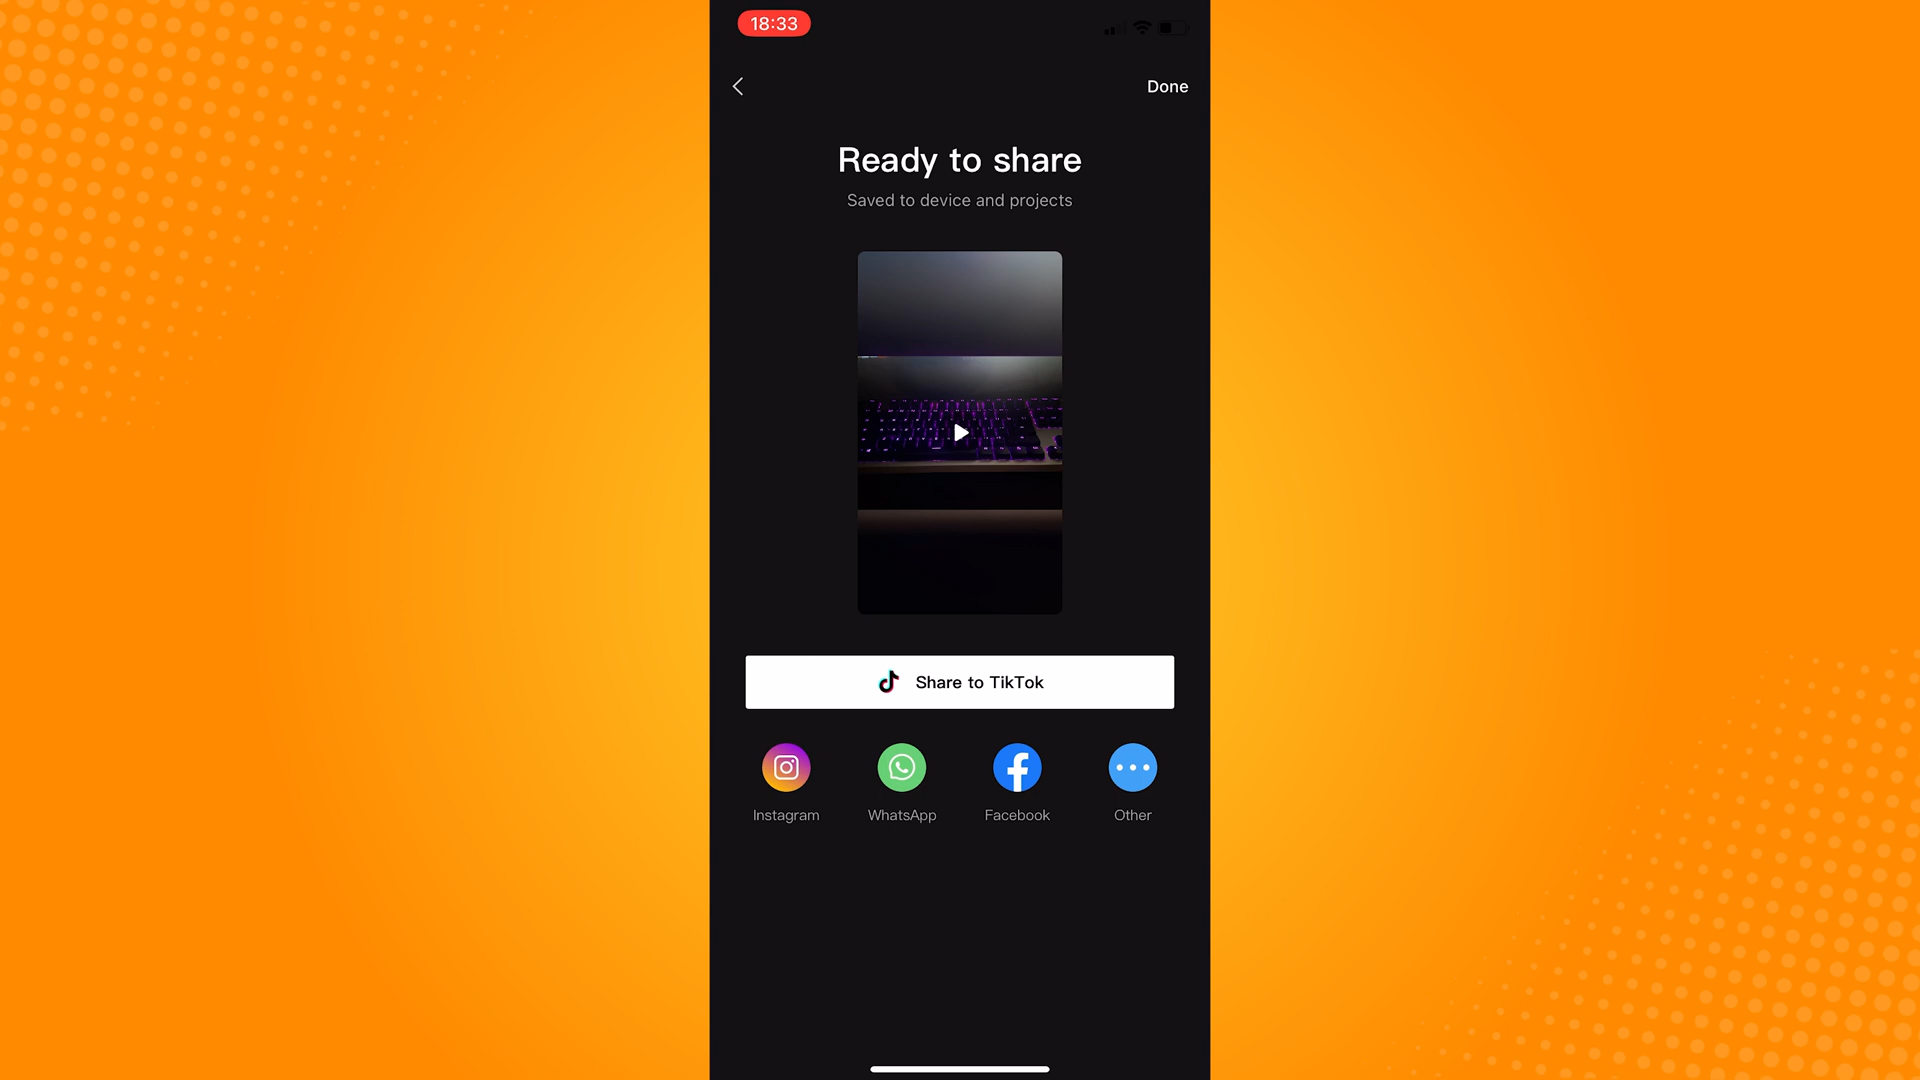 18:33
Done
Ready to share
Saved to device and projects
Share to TikTok
Instagram
WhatsApp
Facebook
Other